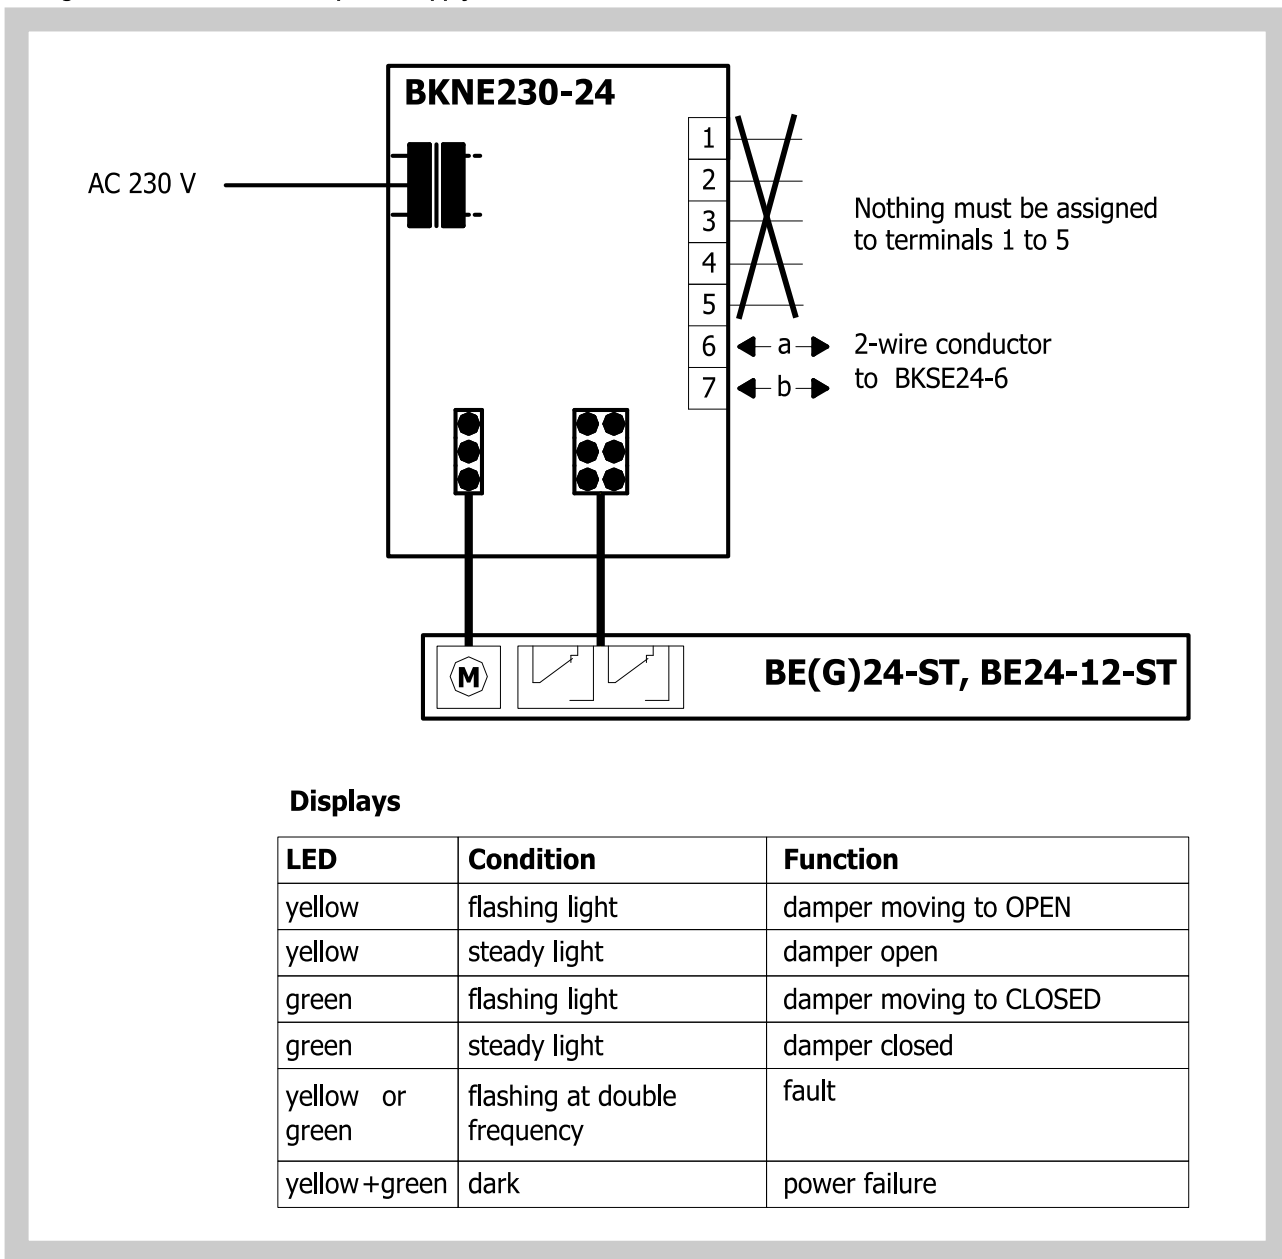 BKNE230-24
AC 230 V
1
2
3
4
5
6
7
Nothing must be assigned
to terminals 1 to 5
a
b
2-wire conductor
to BKSE24-6
M
BE(G)24-ST, BE24-12-ST
Displays
LED Condition Function
yellow flashing light damper moving to OPEN
yellow steady light damper open
green flashing light damper moving to CLOSED
green steady light damper closed
yellow or flashing at double fault
green frequency
yellow+green dark power failure